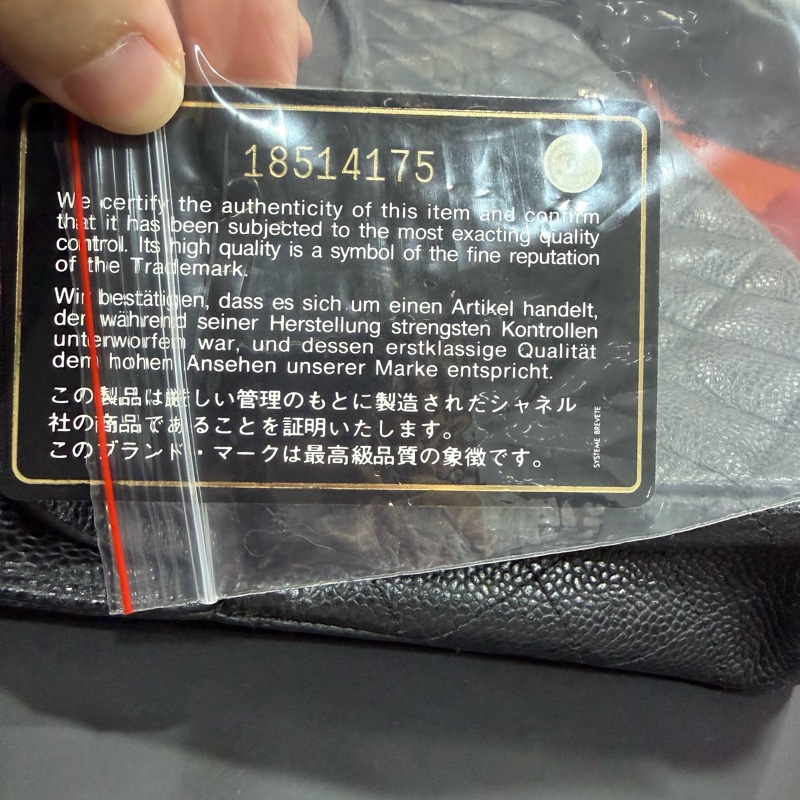 18514175
We certify the authenticity of this item and confirm
that it has been subjected to the most exacting quality
control. Its high quality is a symbol of the fine reputation
of the Trademark.
Wir bestätigen, dass es sich um einen Artikel handelt,
der während seiner Herstellung strengsten Kontrollen
unterworfen war, und dessen erstklassige Qualität
dem hohem Ansehen unserer Marke entspricht.
この製品は厳しい管理のもとに製造されたシャネル
社の商品であることを証明いたします。
このブランド・マークは最高級品質の象徴です。
SYSTEME BREVETE